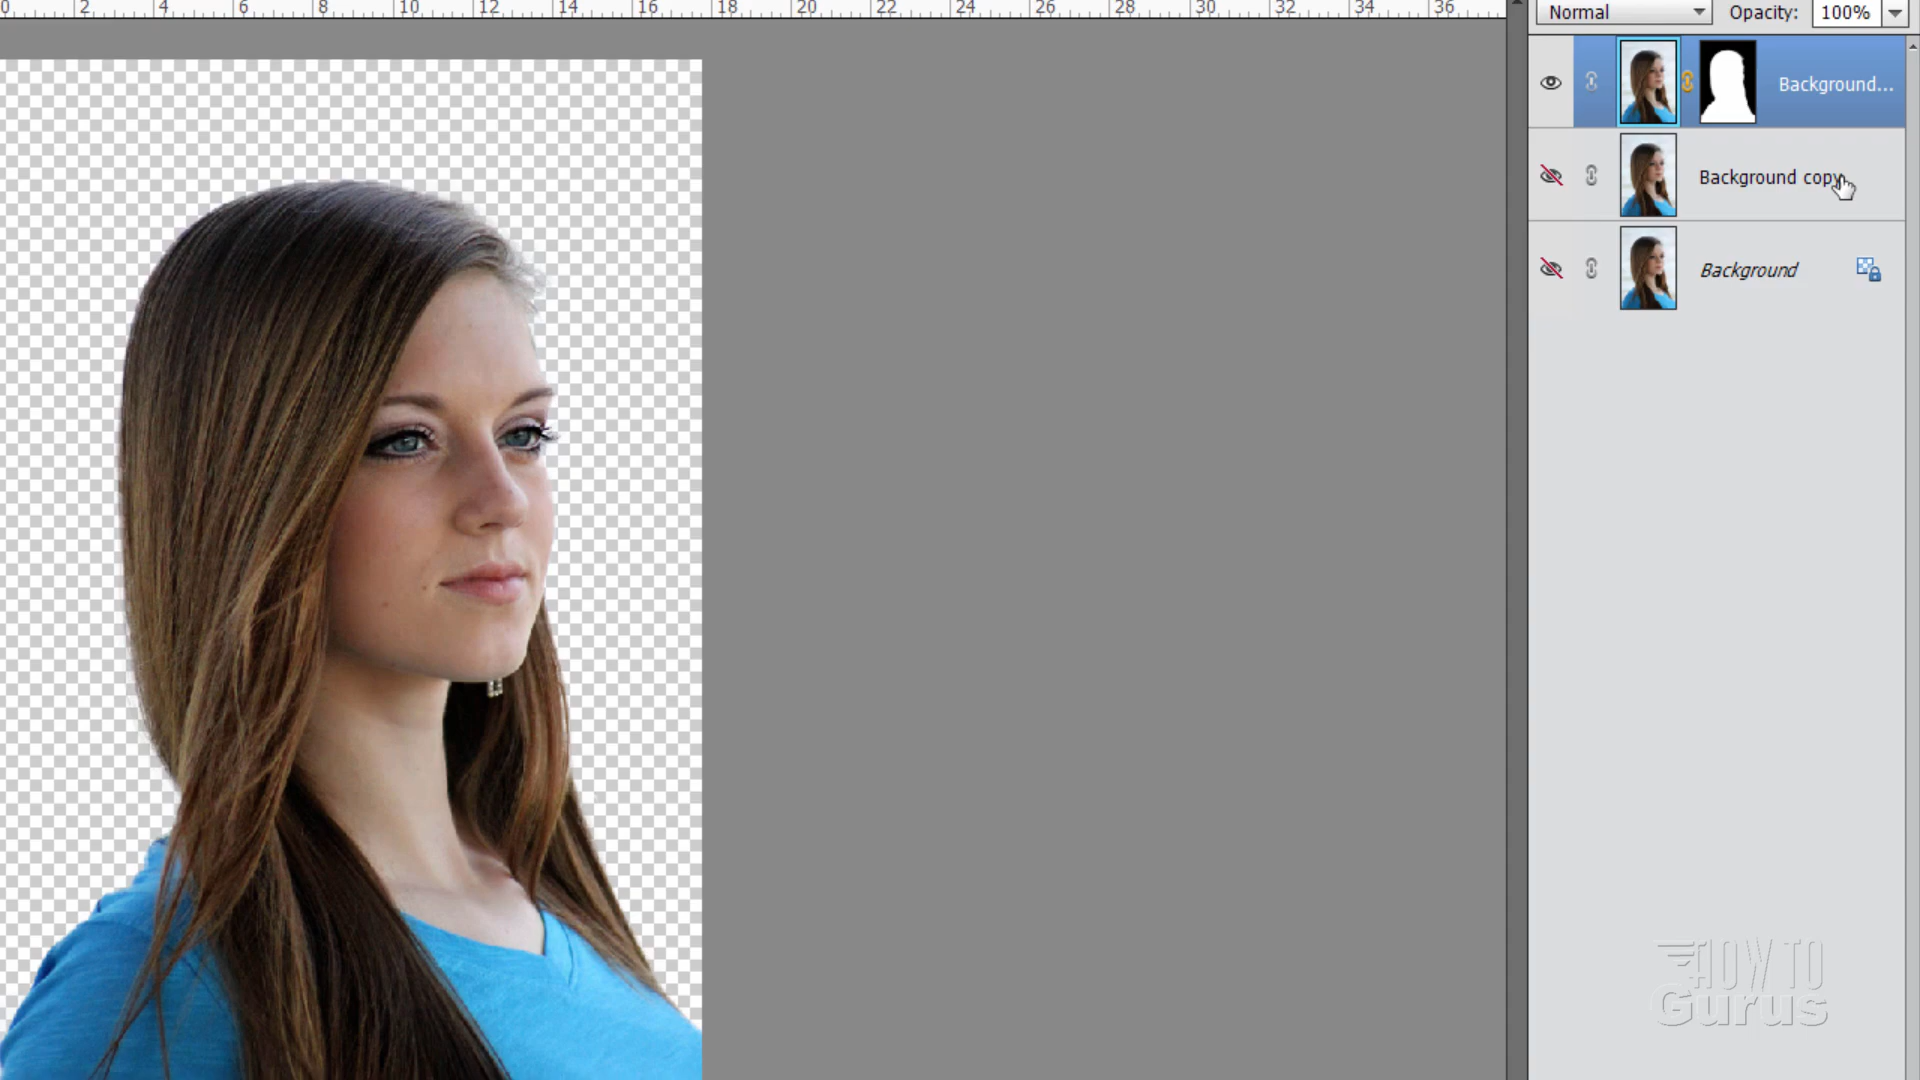 0 2 4 6 8 10 12 14 16 18 20 22 24 26 28 30 32 34 36
Normal Opacity: 100%
Background...
Background copy
Background
HOW TO
Gurus